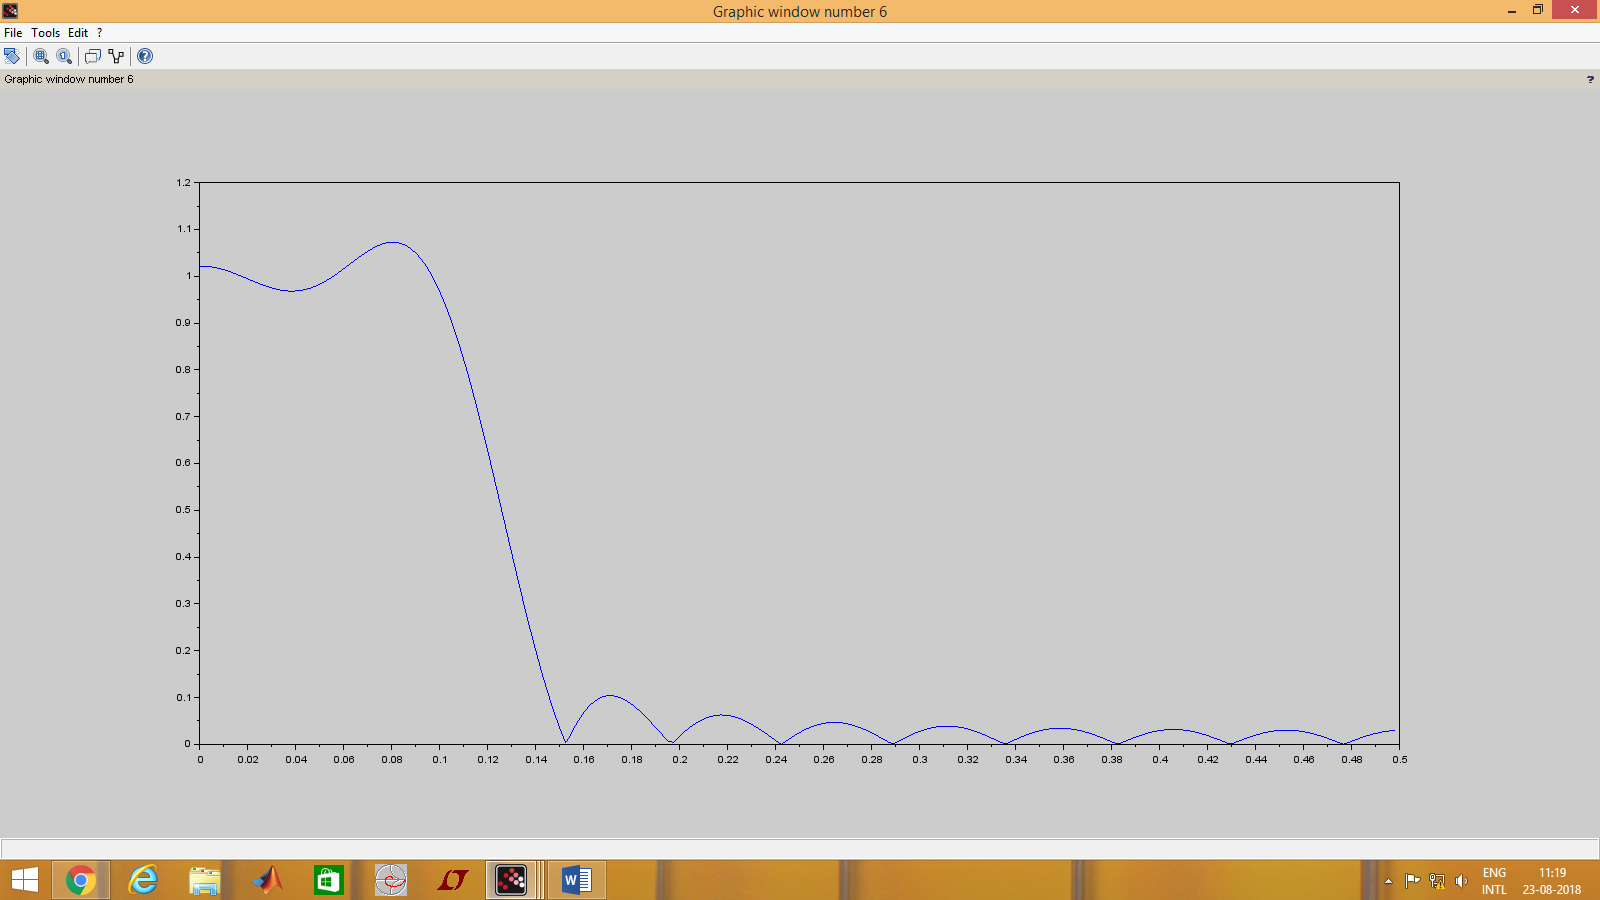 Graphic window number 6
File Tools Edit ?
Graphic window number 6 ?
1.2
1.1
1
0.9
0.8
0.7
0.6
0.5
0.4
0.3
0.2
0.1
0
0 0.02 0.04 0.06 0.08 0.1 0.12 0.14 0.16 0.18 0.2 0.22 0.24 0.26 0.28 0.3 0.32 0.34 0.36 0.38 0.4 0.42 0.44 0.46 0.48 0.5
ENG 11:19
INTL 23-08-2018